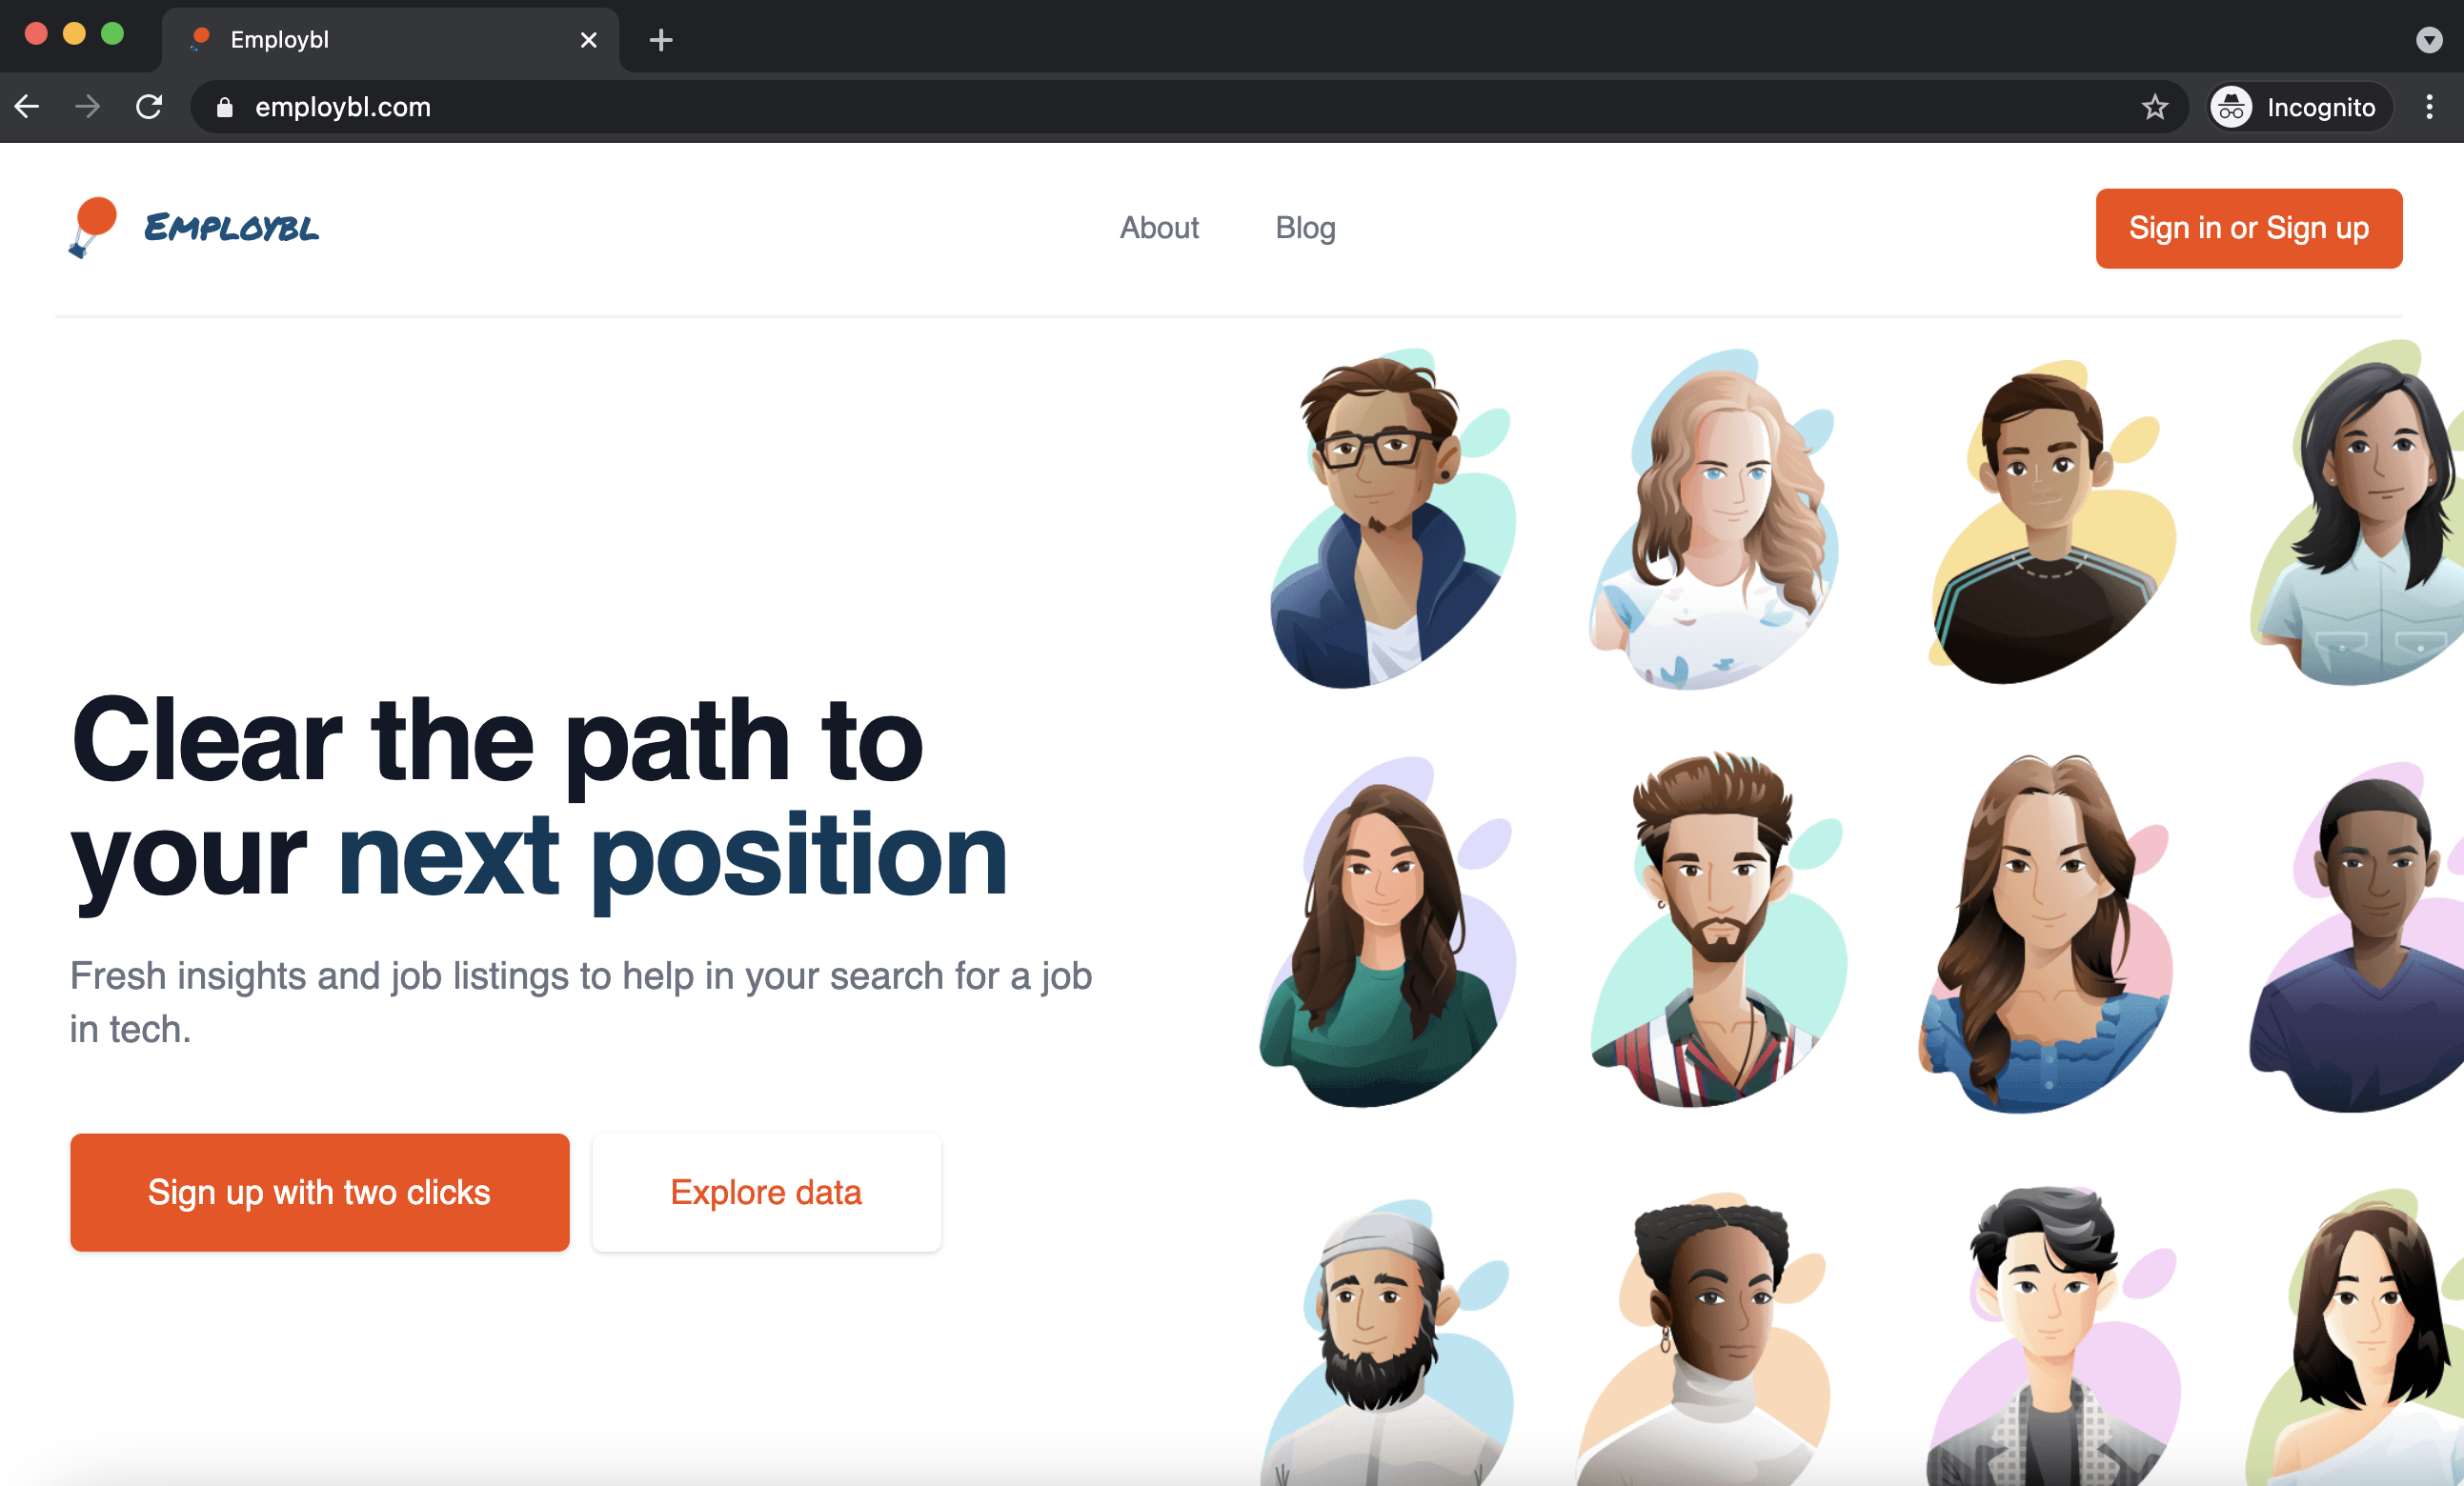 Employbl
employbl.com
Incognito
EMPLOYBL
About
Blog
Sign in or Sign up
Clear the path to
your next position
Fresh insights and job listings to help in your search for a job
in tech.
Sign up with two clicks
Explore data